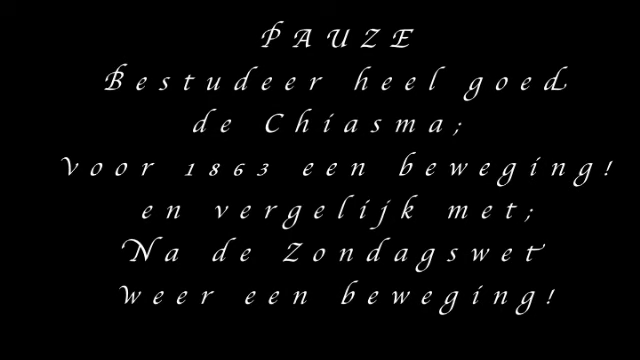 PAUZE
Bestudeer heel goed
de Chiasma;
voor 1863 een beweging!
en vergelijk met;
Na de Zondagswet
weer een beweging!